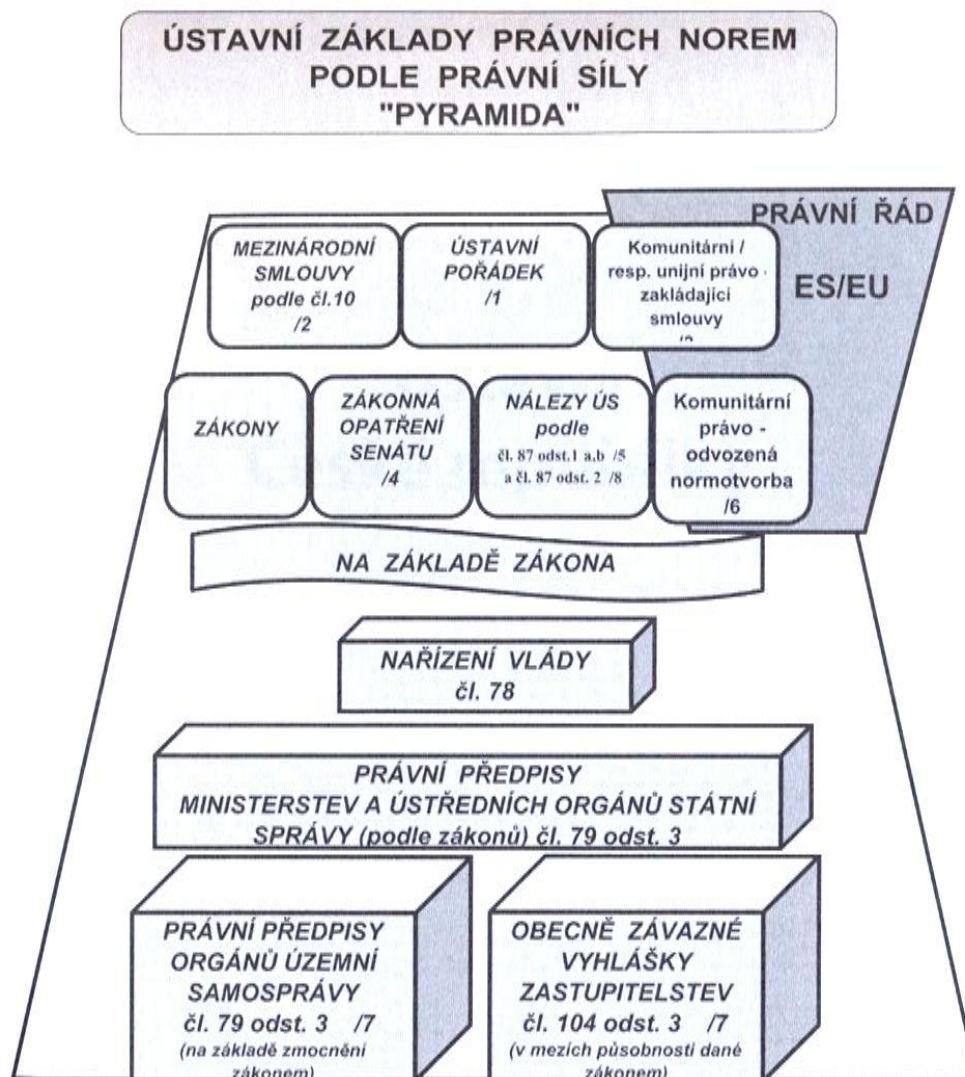 ÚSTAVNÍ ZÁKLADY PRÁVNÍCH NOREM
PODLE PRÁVNÍ SÍLY
"PYRAMIDA"
PRÁVNÍ ŘÁD
ES/EU
MEZINÁRODNÍ
SMLOUVY
podle čl.10
/2
ÚSTAVNÍ
POŘÁDEK
/1
Komunitární /
resp. unijní právo -
zakládající
smlouvy
ZÁKONY
ZÁKONNÁ
OPATŘENÍ
SENÁTU
/4
NÁLEZY ÚS
podle
čl. 87 odst.1 a,b /5
a čl. 87 odst. 2 /8
Komunitární
právo -
odvozená
normotvorba
/6
NA ZÁKLADĚ ZÁKONA
NAŘÍZENÍ VLÁDY
čl. 78
PRÁVNÍ PŘEDPISY
MINISTERSTEV A ÚSTŘEDNÍCH ORGÁNŮ STÁTNÍ
SPRÁVY (podle zákonů) čl. 79 odst. 3
PRÁVNÍ PŘEDPISY
ORGÁNŮ ÚZEMNÍ
SAMOSPRÁVY
čl. 79 odst. 3 /7
(na základě zmocnění
zákonem)
OBECNĚ ZÁVAZNÉ
VYHLÁŠKY
ZASTUPITELSTEV
čl. 104 odst. 3 /7
(v mezích působnosti dané
zákonem)